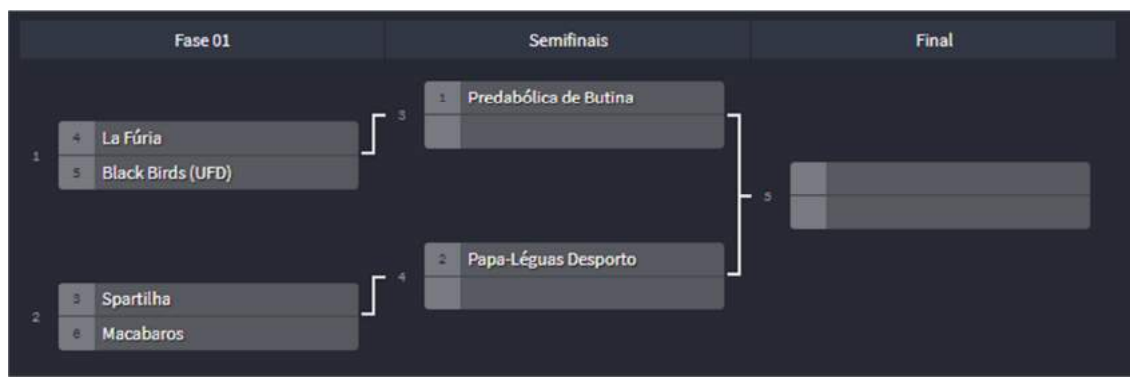 Fase 01
Semifinais
Final
1
4 La Fúria
5 Black Birds (UFD)
2
3 Spartilha
6 Macabaros
3
1 Predabólica de Butina
4
2 Papa-Léguas Desporto
5